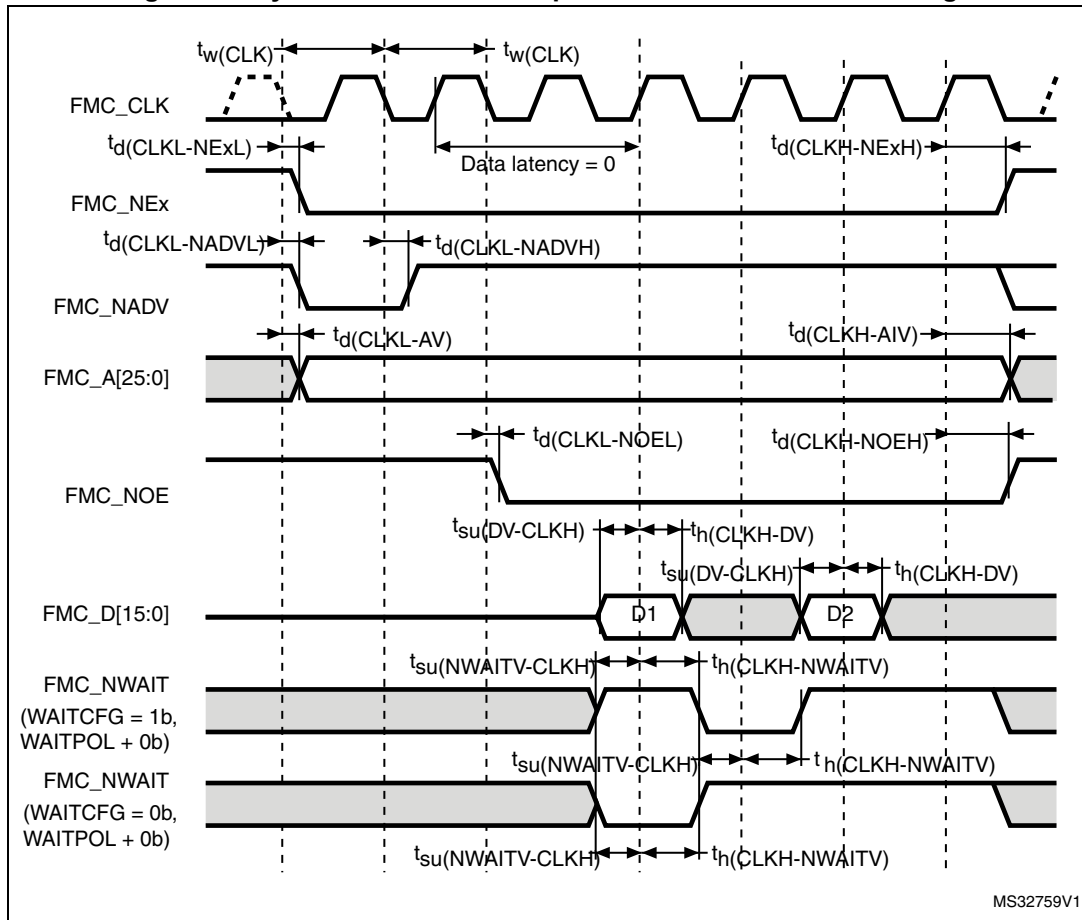 tw(CLK) tw(CLK)
FMC_CLK
td(CLKL-NExL) Data latency = 0 td(CLKH-NExH)
FMC_NEx
td(CLKL-NADVL) td(CLKL-NADVH)
FMC_NADV
td(CLKL-AV) td(CLKH-AIV)
FMC_A[25:0]
td(CLKL-NOEL) td(CLKH-NOEH)
FMC_NOE
tsu(DV-CLKH) th(CLKH-DV)
tsu(DV-CLKH) th(CLKH-DV)
FMC_D[15:0] D1 D2
tsu(NWAITV-CLKH) th(CLKH-NWAITV)
FMC_NWAIT
(WAITCFG = 1b,
WAITPOL + 0b)
tsu(NWAITV-CLKH) th(CLKH-NWAITV)
FMC_NWAIT
(WAITCFG = 0b,
WAITPOL + 0b)
tsu(NWAITV-CLKH) th(CLKH-NWAITV)
MS32759V1